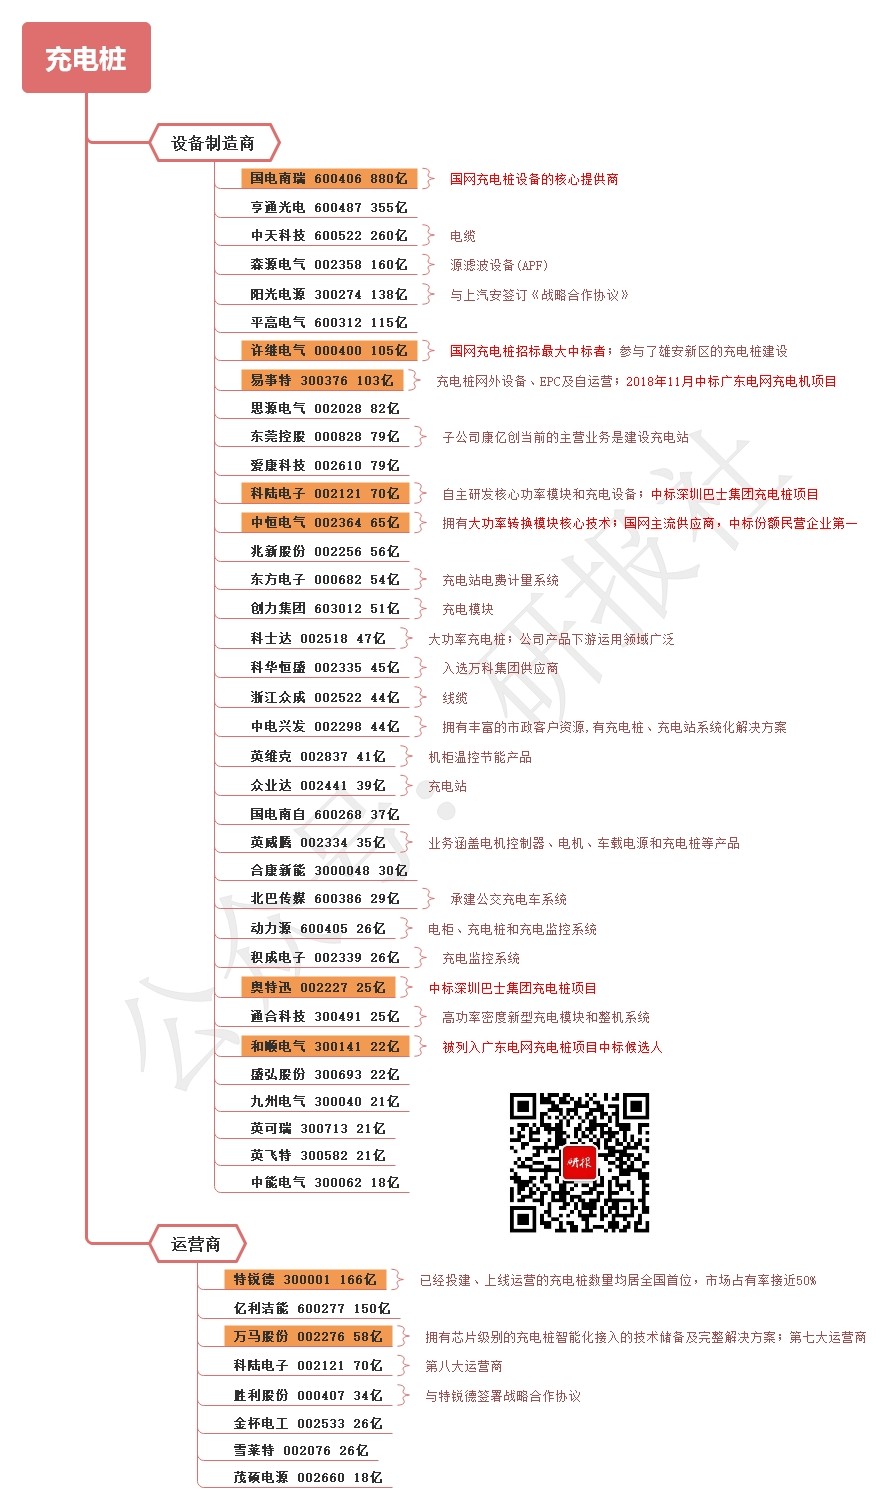 充电桩
设备制造商
国电南瑞 600406 880亿 国网充电桩设备的核心提供商
亨通光电 600487 355亿
中天科技 600522 260亿 电缆
森源电气 002358 160亿 源滤波设备(APF)
阳光电源 300274 138亿 与上汽安签订《战略合作协议》
平高电气 600312 115亿
许继电气 000400 105亿 国网充电桩招标最大中标者；参与了雄安新区的充电桩建设
易事特 300376 103亿 充电桩网外设备、EPC及自运营；2018年11月中标广东电网充电机项目
思源电气 002028 82亿
东莞控股 000828 79亿 子公司康亿创当前的主营业务是建设充电站
爱康科技 002610 79亿
科陆电子 002121 70亿 自主研发核心功率模块和充电设备；中标深圳巴士集团充电桩项目
中恒电气 002364 65亿 拥有大功率转换模块核心技术；国网主流供应商，中标份额民营企业第一
兆新股份 002256 56亿
东方电子 000682 54亿 充电站电费计量系统
创力集团 603012 51亿 充电模块
科士达 002518 47亿 大功率充电桩；公司产品下游运用领域广泛
科华恒盛 002335 45亿 入选万科集团供应商
浙江众成 002522 44亿 线缆
中电兴发 002298 44亿 拥有丰富的市政客户资源,有充电桩、充电站系统化解决方案
英维克 002837 41亿 机柜温控节能产品
众业达 002441 39亿 充电站
国电南自 600268 37亿
英威腾 002334 35亿 业务涵盖电机控制器、电机、车载电源和充电桩等产品
合康新能 3000048 30亿
北巴传媒 600386 29亿 承建公交充电车系统
动力源 600405 26亿 电柜、充电桩和充电监控系统
积成电子 002339 26亿 充电监控系统
奥特迅 002227 25亿 中标深圳巴士集团充电桩项目
通合科技 300491 25亿 高功率密度新型充电模块和整机系统
和顺电气 300141 22亿 被列入广东电网充电桩项目中标候选人
盛弘股份 300693 22亿
九州电气 300040 21亿
英可瑞 300713 21亿
英飞特 300582 21亿
中能电气 300062 18亿
研报
运营商
特锐德 300001 166亿 已经投建、上线运营的充电桩数量均居全国首位，市场占有率接近50%
亿利洁能 600277 150亿
万马股份 002276 58亿 拥有芯片级别的充电桩智能化接入的技术储备及完整解决方案；第七大运营商
科陆电子 002121 70亿 第八大运营商
胜利股份 000407 34亿 与特锐德签署战略合作协议
金杯电工 002533 26亿
雪莱特 002076 26亿
茂硕电源 002660 18亿
公众号：研报社